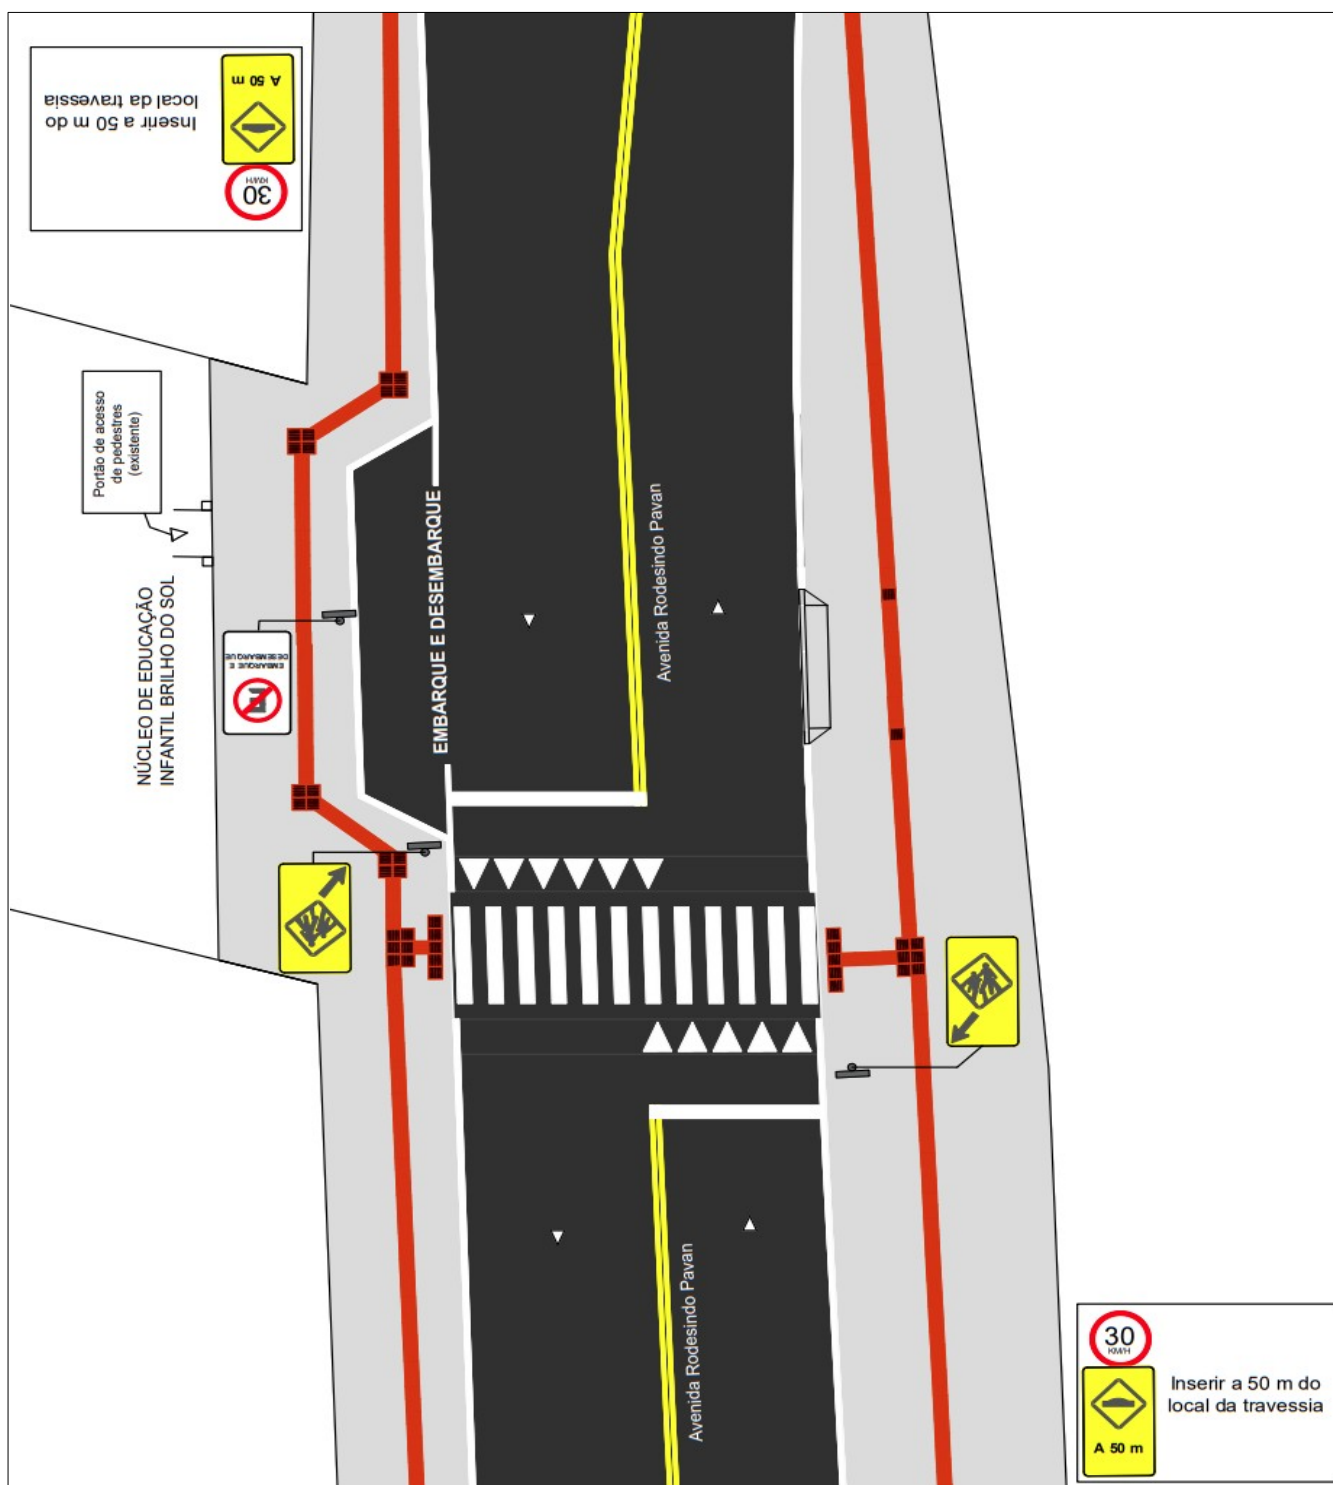 A 50 m
30
KM/H
Inserir a 50 m do
local da travessia
Portão de acesso
de pedestres
(existente)
NÚCLEO DE EDUCAÇÃO
INFANTIL BRILHO DO SOL
EMBARQUE E
DESEMBARQUE
E
EMBARQUE E DESEMBARQUE
Avenida Rodesindo Pavan
Avenida Rodesindo Pavan
30
KM/H
A 50 m
Inserir a 50 m do
local da travessia